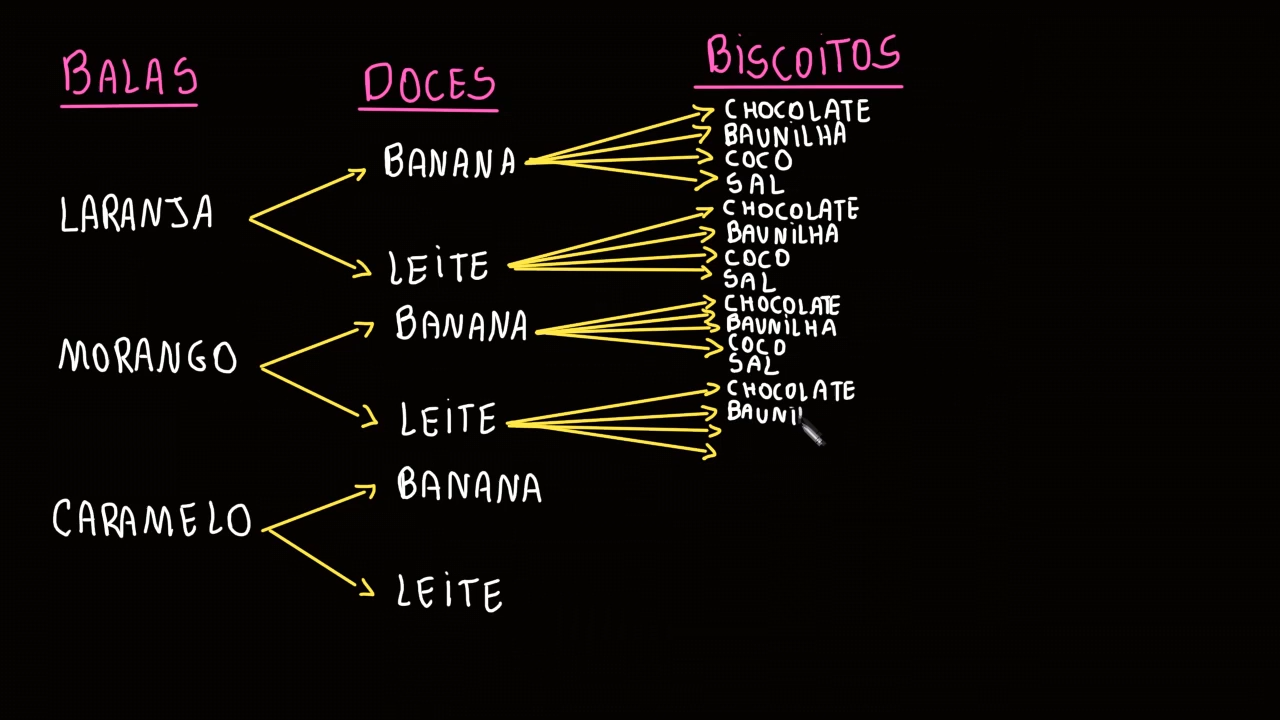 BALAS
DOCES
BISCOITOS
LARANJA
BANANA
CHOCOLATE
BAUNILHA
COCO
SAL
LEITE
CHOCOLATE
BAUNILHA
COCO
SAL
MORANGO
BANANA
CHOCOLATE
BAUNILHA
COCO
SAL
LEITE
CHOCOLATE
BAUNIL
CARAMELO
BANANA
LEITE